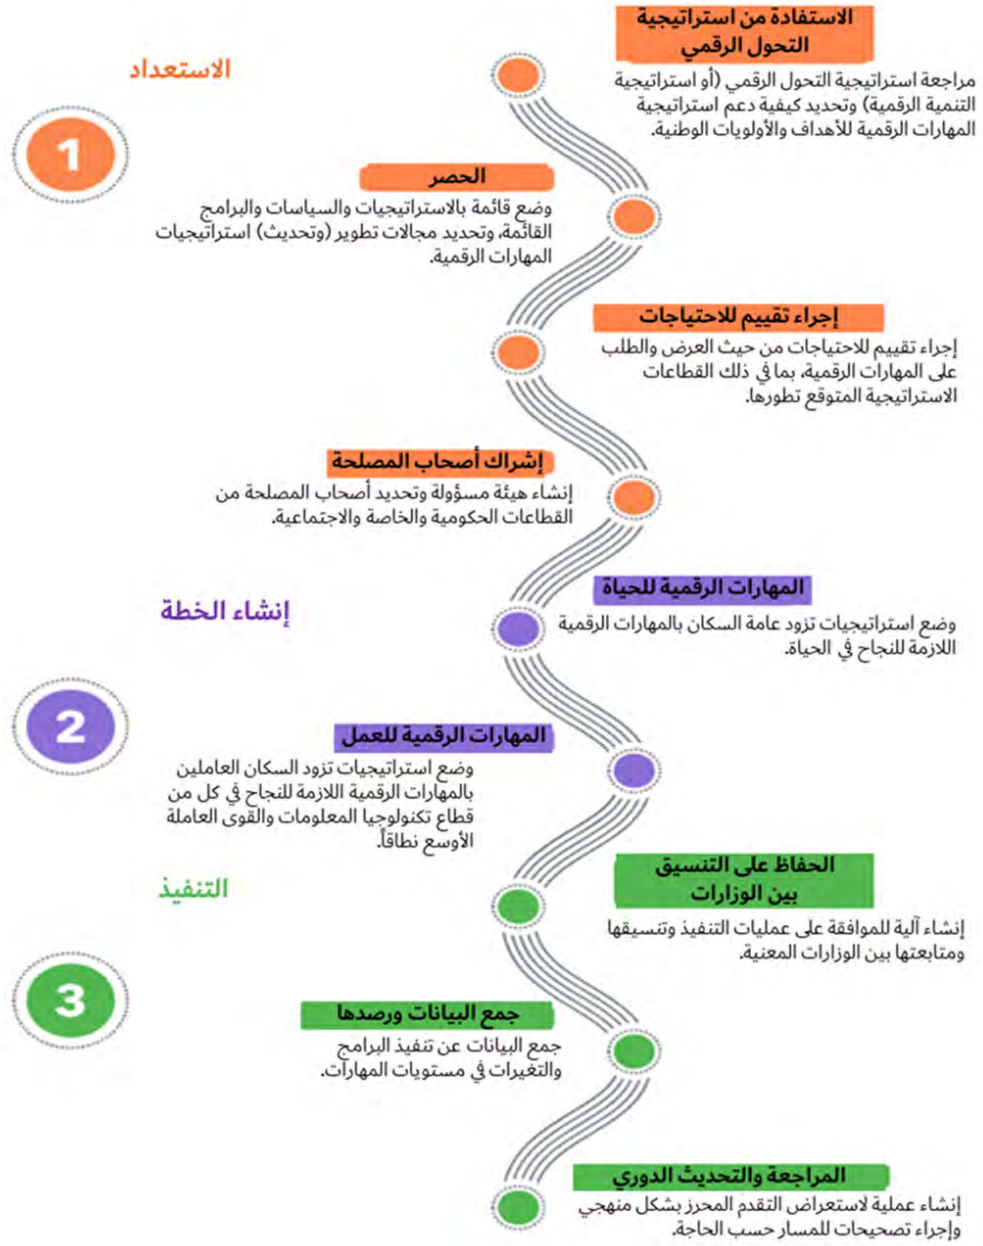 الاستفادة من استراتيجية
التحول الرقمي
مراجعة استراتيجية التحول الرقمي (أو استراتيجية
التنمية الرقمية) وتحديد كيفية دعم استراتيجية
المهارات الرقمية للأهداف والأولويات الوطنية.
الاستعداد
1
الحصر
وضع قائمة بالاستراتيجيات والسياسات والبرامج
القائمة، وتحديد مجالات تطوير (وتحديث) استراتيجيات
المهارات الرقمية.
إجراء تقييم للاحتياجات
إجراء تقييم للاحتياجات من حيث العرض والطلب
على المهارات الرقمية، بما في ذلك القطاعات
الاستراتيجية المتوقع تطورها.
إشراك أصحاب المصلحة
إنشاء هيئة مسؤولة وتحديد أصحاب المصلحة من
القطاعات الحكومية والخاصة والاجتماعية.
المهارات الرقمية للحياة
وضع استراتيجيات تزود عامة السكان بالمهارات الرقمية
اللازمة للنجاح في الحياة.
إنشاء الخطة
2
المهارات الرقمية للعمل
وضع استراتيجيات تزود السكان العاملين
بالمهارات الرقمية اللازمة للنجاح في كل من
قطاع تكنولوجيا المعلومات والقوى العاملة
الأوسع نطاقاً.
الحفاظ على التنسيق
بين الوزارات
إنشاء آلية للموافقة على عمليات التنفيذ وتنسيقها
ومتابعتها بين الوزارات المعنية.
التنفيذ
3
جمع البيانات ورصدها
جمع البيانات عن تنفيذ البرامج
والتغيرات في مستويات المهارات.
المراجعة والتحديث الدوري
إنشاء عملية لاستعراض التقدم المحرز بشكل منهجي
وإجراء تصحيحات للمسار حسب الحاجة.